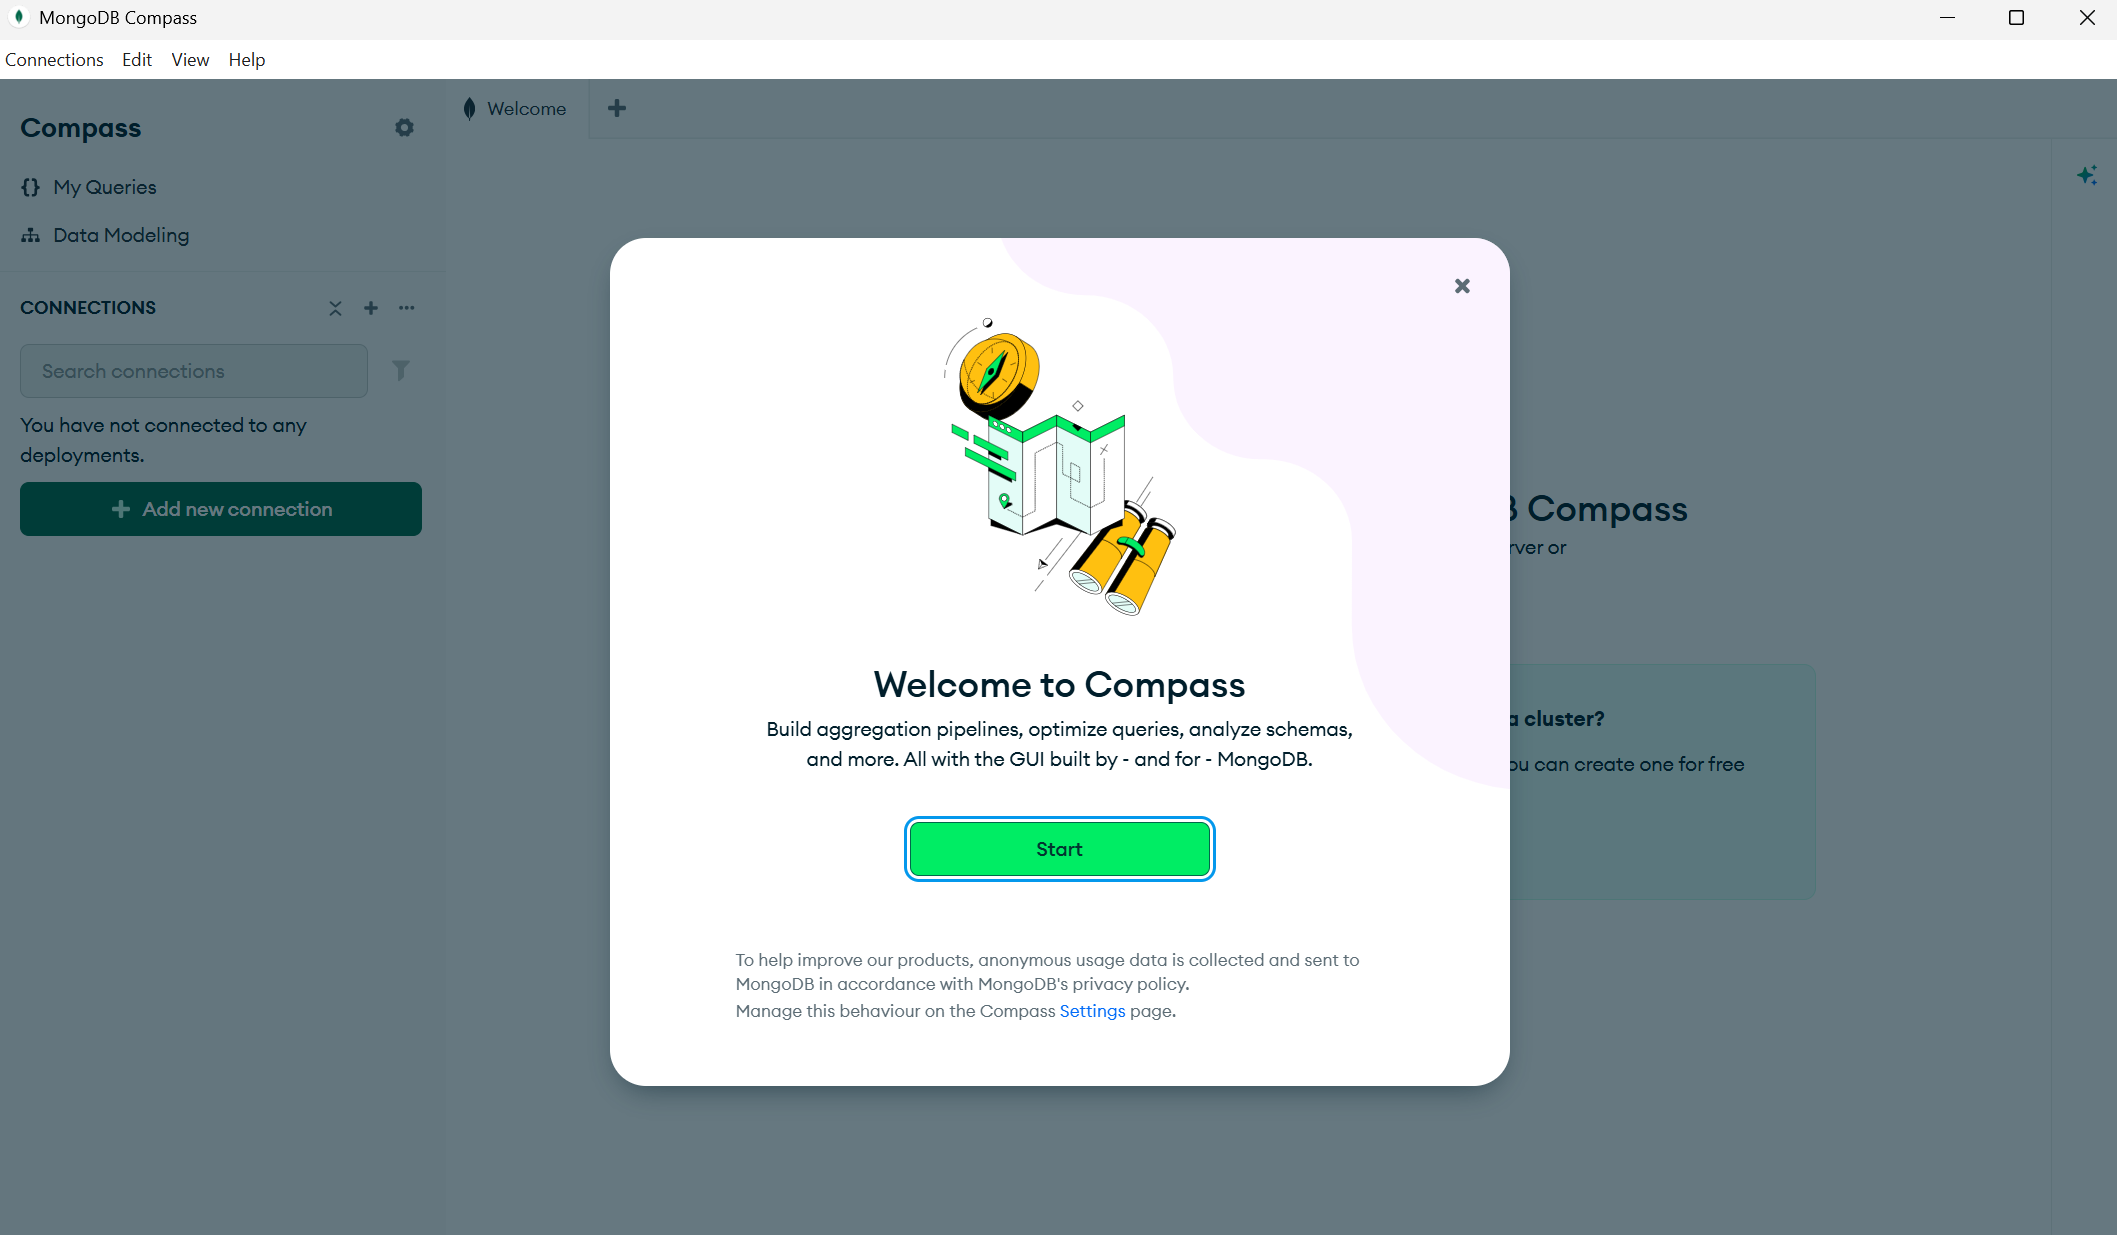 MongoDB Compass
Connections Edit View Help
Compass
My Queries
Data Modeling
CONNECTIONS
Search connections
You have not connected to any
deployments.
Add new connection
Welcome
Compass
or
cluster?
can create one for free
Welcome to Compass
Build aggregation pipelines, optimize queries, analyze schemas,
and more. All with the GUI built by - and for - MongoDB.
Start
To help improve our products, anonymous usage data is collected and sent to
MongoDB in accordance with MongoDB's privacy policy.
Manage this behaviour on the Compass Settings page.